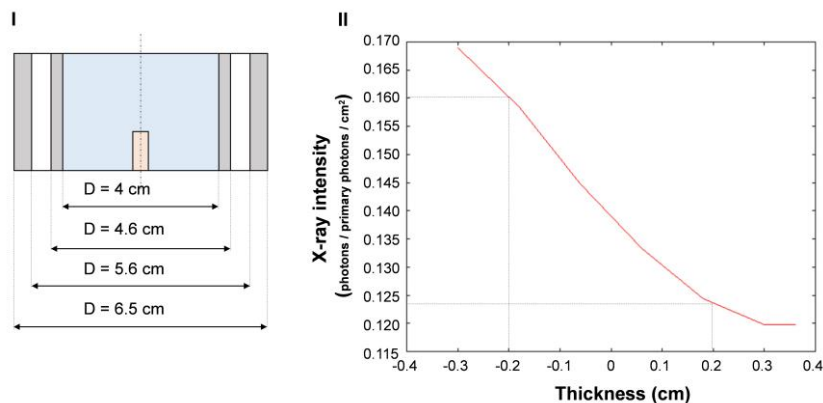 I
D = 4 cm
D = 4.6 cm
D = 5.6 cm
D = 6.5 cm
II
X-ray intensity
(photons / primary photons / cm²)
0.170
0.165
0.160
0.155
0.150
0.145
0.140
0.135
0.130
0.125
0.120
0.115
-0.4
-0.3
-0.2
-0.1
0
0.1
0.2
0.3
0.4
Thickness (cm)